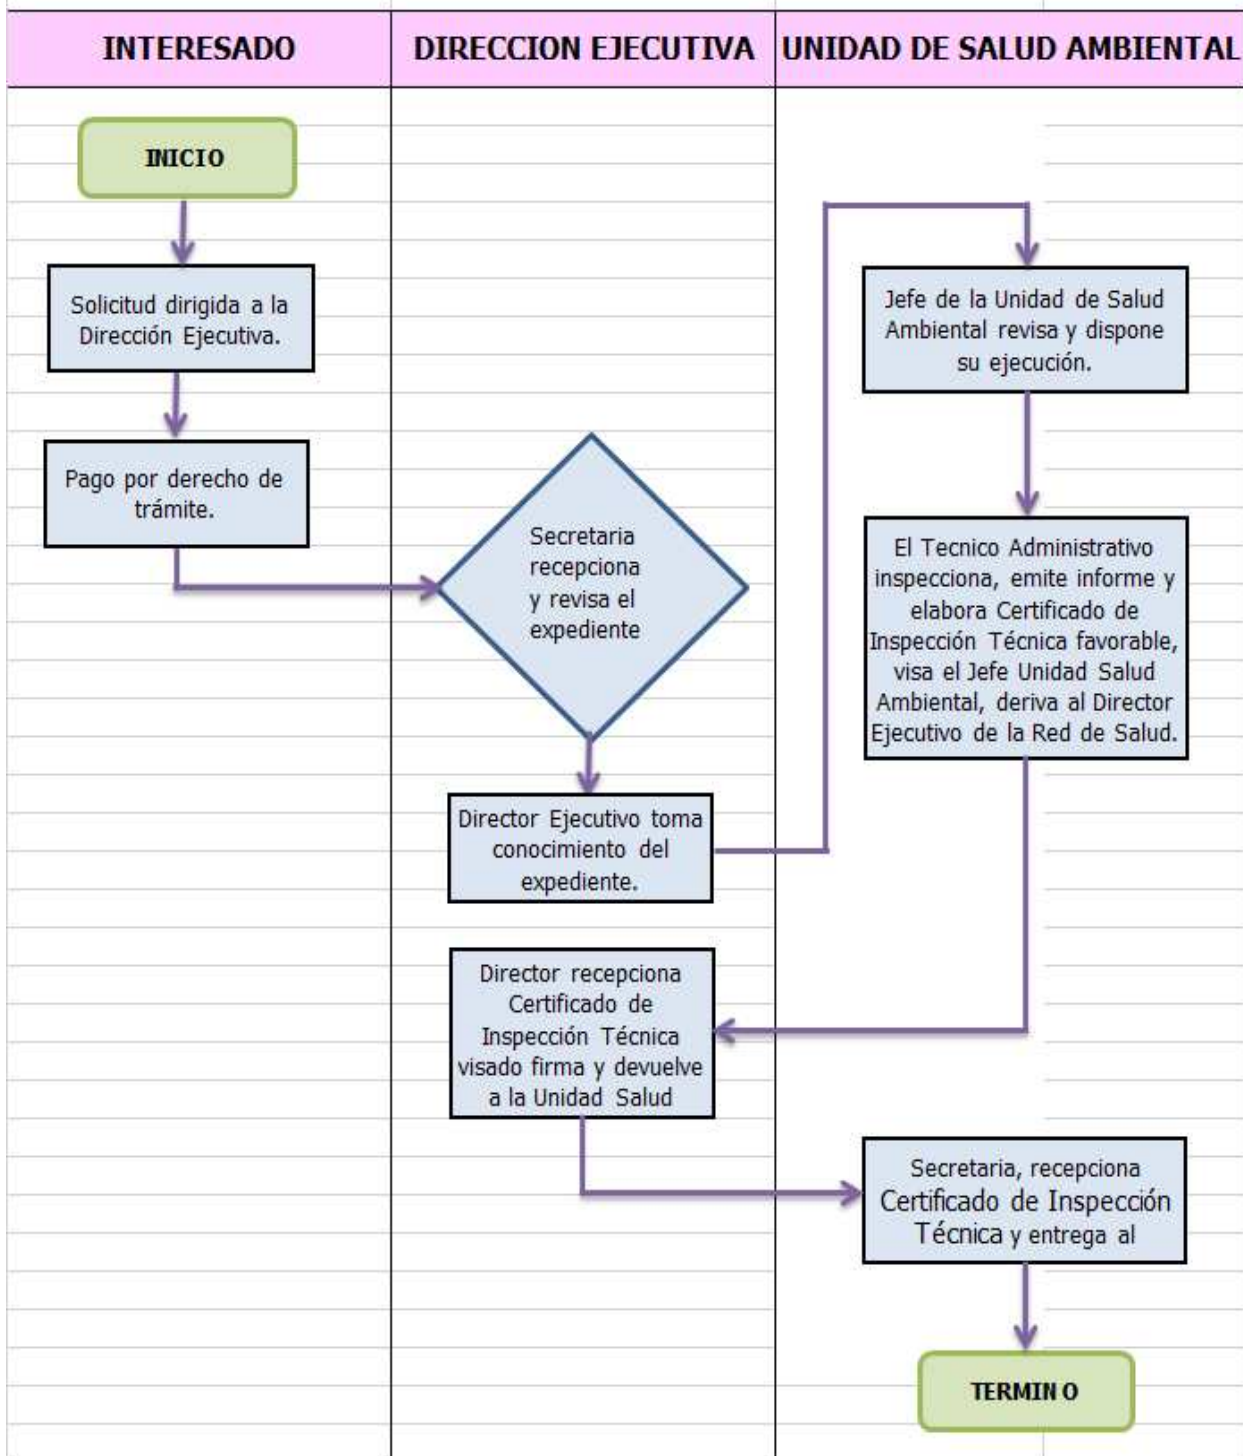 INTERESADO
DIRECCION EJECUTIVA
UNIDAD DE SALUD AMBIENTAL
INICIO
Solicitud dirigida a la
Dirección Ejecutiva.
Pago por derecho de
trámite.
Secretaria
recepciona
y revisa el
expediente
Director Ejecutivo toma
conocimiento del
expediente.
Jefe de la Unidad de Salud
Ambiental revisa y dispone
su ejecución.
El Tecnico Administrativo
inspecciona, emite informe y
elabora Certificado de
Inspección Técnica favorable,
visa el Jefe Unidad Salud
Ambiental, deriva al Director
Ejecutivo de la Red de Salud.
Director recepciona
Certificado de
Inspección Técnica
visado firma y devuelve
a la Unidad Salud
Secretaria, recepciona
Certificado de Inspección
Técnica y entrega al
TERMINO